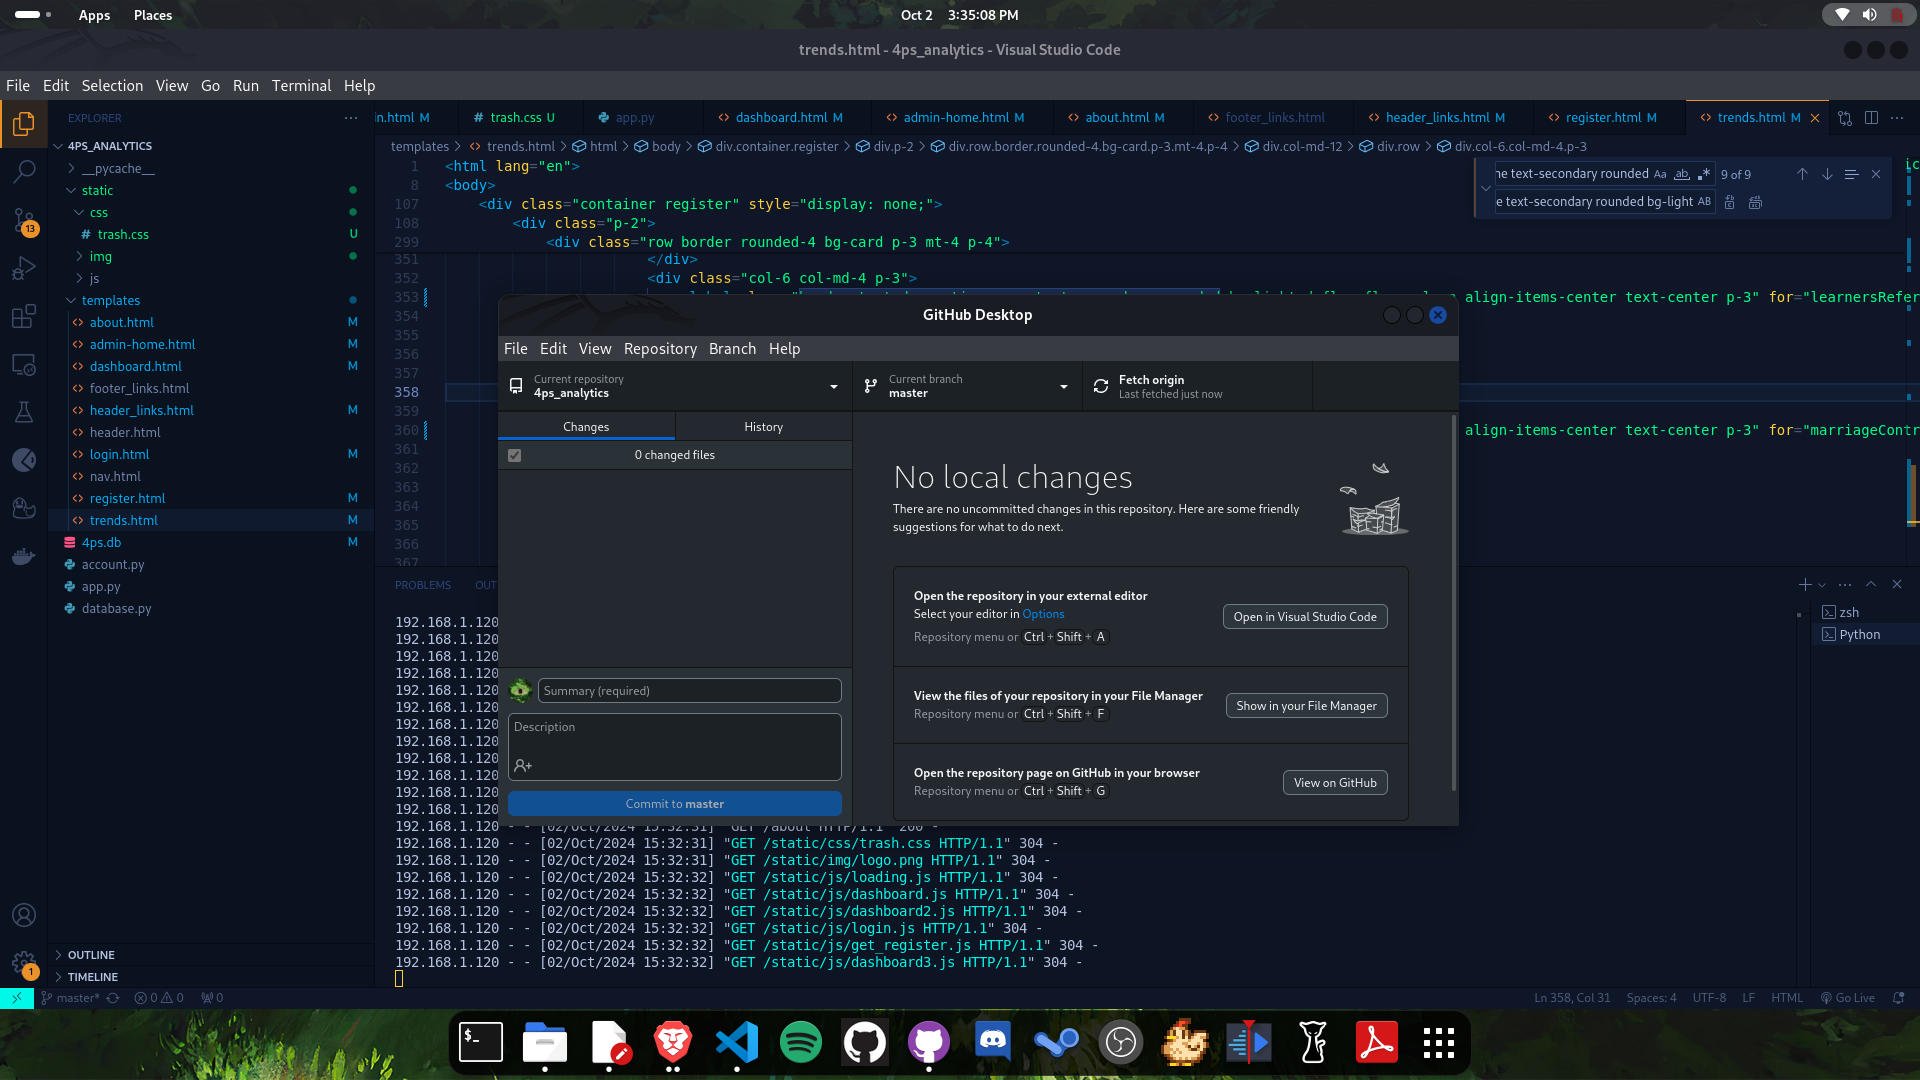 Apps Places
Oct 2 3:35:08 PM
trends.html - 4ps_analytics - Visual Studio Code
File Edit Selection View Go Run Terminal Help
EXPLORER
4PS_ANALYTICS
__pycache__
static
css
# trash.css U
img
js
templates
about.html M
admin-home.html M
dashboard.html M
footer_links.html
header_links.html M
header.html
login.html M
nav.html
register.html M
trends.html M
4ps.db M
account.py
app.py
database.py
OUTLINE
TIMELINE
13
1
in.html M # trash.css U app.py dashboard.html M admin-home.html M about.html M footer_links.html header_links.html M register.html M trends.html M
templates > trends.html > html > body > div.container.register > div.p-2 > div.row.border.rounded-4.bg-card.p-3.mt-4.p-4 > div.col-md-12 > div.row > div.col-6.col-md-4.p-3
1 <html lang="en">
8 <body>
107 <div class="container register" style="display: none;">
108 <div class="p-2">
299 <div class="row border rounded-4 bg-card p-3 mt-4 p-4">
351 </div>
352 <div class="col-6 col-md-4 p-3">
353 align-items-center text-center p-3" for="learnersRefer
354
355
356
357
358
359
360 align-items-center text-center p-3" for="marriageContr
361
362
363
364
365
366
367
ne text-secondary rounded Aa ab .* 9 of 9
e text-secondary rounded bg-light AB
GitHub Desktop
File Edit View Repository Branch Help
Current repository
4ps_analytics
Current branch
master
Fetch origin
Last fetched just now
Changes History
0 changed files
Summary (required)
Description
Commit to master
No local changes
There are no uncommitted changes in this repository. Here are some friendly
suggestions for what to do next.
Open the repository in your external editor
Select your editor in Options
Repository menu or Ctrl + Shift + A
Open in Visual Studio Code
View the files of your repository in your File Manager
Repository menu or Ctrl + Shift + F
Show in your File Manager
Open the repository page on GitHub in your browser
Repository menu or Ctrl + Shift + G
View on GitHub
PROBLEMS OUT
zsh
Python
192.168.1.120
192.168.1.120
192.168.1.120
192.168.1.120
192.168.1.120
192.168.1.120
192.168.1.120
192.168.1.120
192.168.1.120
192.168.1.120
192.168.1.120
192.168.1.120
192.168.1.120 - - [02/Oct/2024 15:32:31] "GET /about HTTP/1.1" 200 -
192.168.1.120 - - [02/Oct/2024 15:32:31] "GET /static/css/trash.css HTTP/1.1" 304 -
192.168.1.120 - - [02/Oct/2024 15:32:31] "GET /static/img/logo.png HTTP/1.1" 304 -
192.168.1.120 - - [02/Oct/2024 15:32:32] "GET /static/js/loading.js HTTP/1.1" 304 -
192.168.1.120 - - [02/Oct/2024 15:32:32] "GET /static/js/dashboard.js HTTP/1.1" 304 -
192.168.1.120 - - [02/Oct/2024 15:32:32] "GET /static/js/dashboard2.js HTTP/1.1" 304 -
192.168.1.120 - - [02/Oct/2024 15:32:32] "GET /static/js/login.js HTTP/1.1" 304 -
192.168.1.120 - - [02/Oct/2024 15:32:32] "GET /static/js/get_register.js HTTP/1.1" 304 -
192.168.1.120 - - [02/Oct/2024 15:32:32] "GET /static/js/dashboard3.js HTTP/1.1" 304 -
master* 0 0 0
Ln 358, Col 31 Spaces: 4 UTF-8 LF HTML Go Live
$_